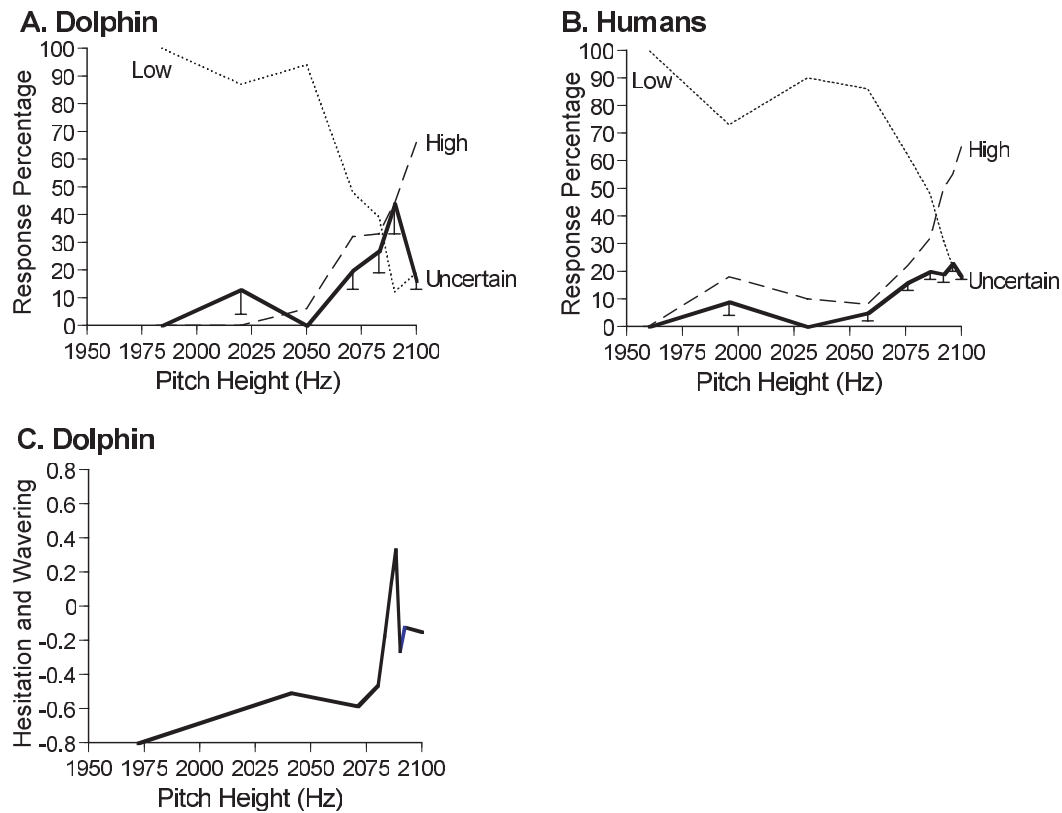 A. Dolphin
Response Percentage
100
90
80
70
60
50
40
30
20
10
0
Low
High
Uncertain
1950 1975 2000 2025 2050 2075 2100
Pitch Height (Hz)
B. Humans
Response Percentage
100
90
80
70
60
50
40
30
20
10
0
Low
High
Uncertain
1950 1975 2000 2025 2050 2075 2100
Pitch Height (Hz)
C. Dolphin
Hesitation and Wavering
0.8
0.6
0.4
0.2
0
-0.2
-0.4
-0.6
-0.8
1950 1975 2000 2025 2050 2075 2100
Pitch Height (Hz)